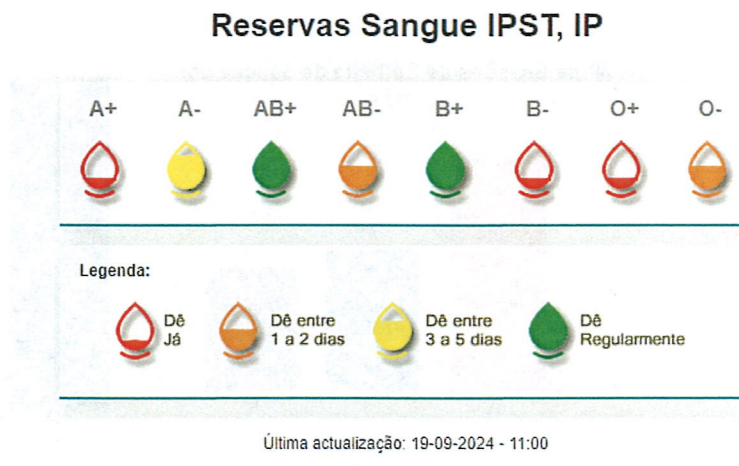 Reservas Sangue IPST, IP
A+ A- AB+ AB- B+ B- O+ O-
Legenda:
Dê Já
Dê entre 1 a 2 dias
Dê entre 3 a 5 dias
Dê Regularmente
Última actualização: 19-09-2024 - 11:00